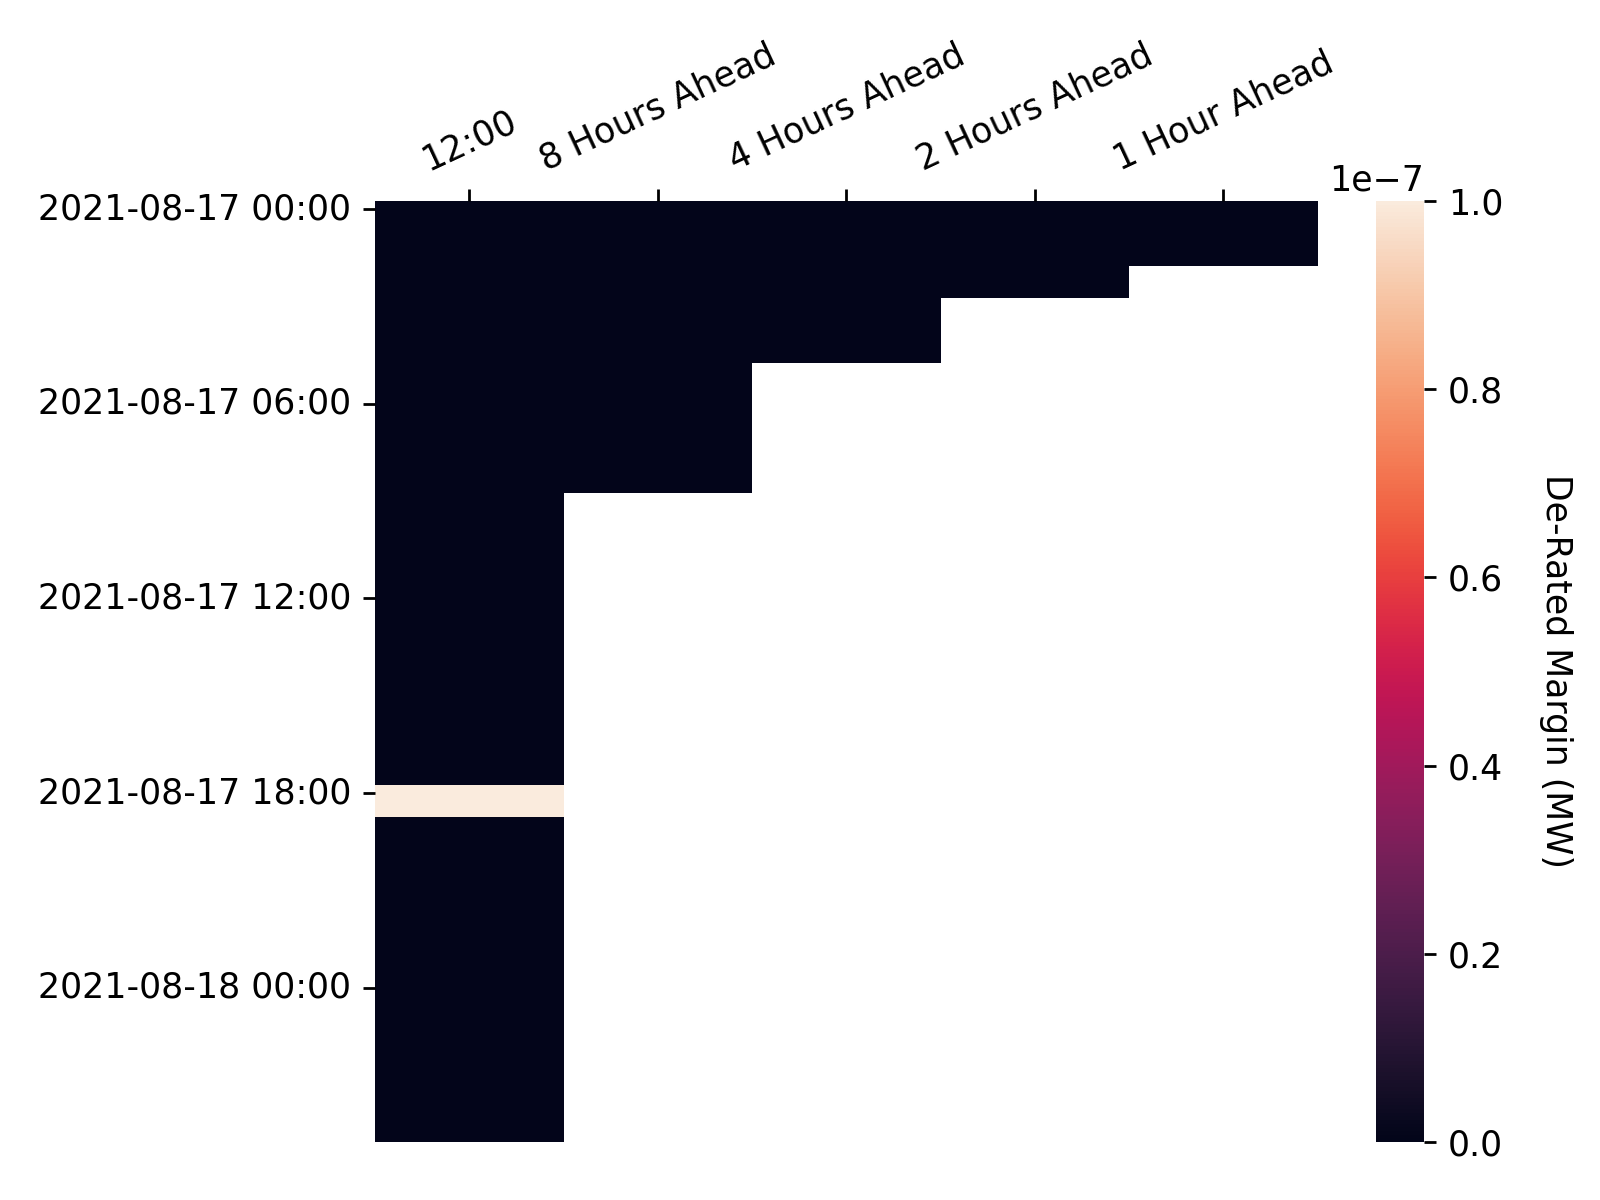 12:00
8 Hours Ahead
4 Hours Ahead
2 Hours Ahead
1 Hour Ahead
1e−7
2021-08-17 00:00
2021-08-17 06:00
2021-08-17 12:00
2021-08-17 18:00
2021-08-18 00:00
1.0
0.8
0.6
0.4
0.2
0.0
De-Rated Margin (MW)